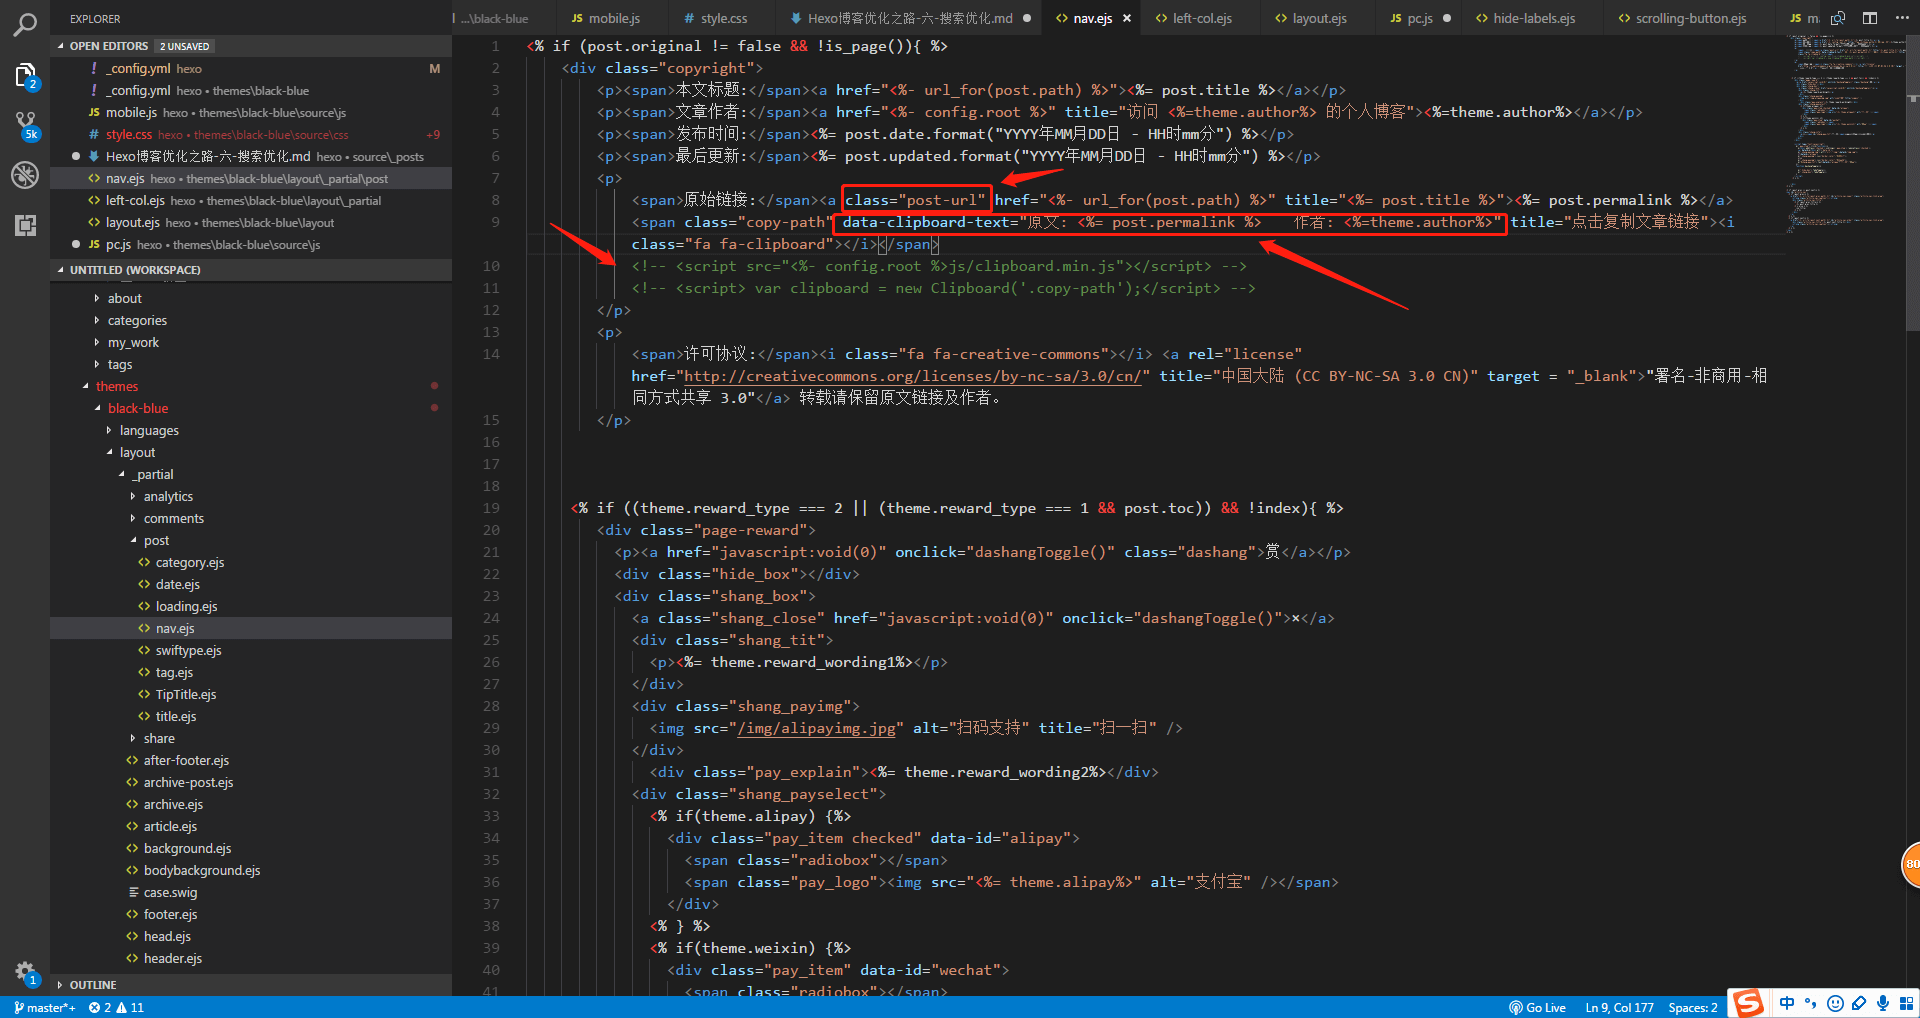 EXPLORER
OPEN EDITORS 2 UNSAVED
! _config.yml hexo M
! _config.yml hexo • themes\black-blue
JS mobile.js hexo • themes\black-blue\source\js
# style.css hexo • themes\black-blue\source\css +9
Hexo博客优化之路-六-搜索优化.md hexo • source\_posts
nav.ejs hexo • themes\black-blue\layout\_partial\post
left-col.ejs hexo • themes\black-blue\layout\_partial
layout.ejs hexo • themes\black-blue\layout
JS pc.js hexo • themes\black-blue\source\js
UNTITLED (WORKSPACE)
about
categories
my_work
tags
themes
black-blue
languages
layout
_partial
analytics
comments
post
category.ejs
date.ejs
loading.ejs
nav.ejs
swiftype.ejs
tag.ejs
TipTitle.ejs
title.ejs
share
after-footer.ejs
archive-post.ejs
archive.ejs
article.ejs
background.ejs
bodybackground.ejs
case.swig
footer.ejs
head.ejs
header.ejs
OUTLINE
2
5k
1
...\black-blue JS mobile.js # style.css Hexo博客优化之路-六-搜索优化.md nav.ejs × left-col.ejs layout.ejs JS pc.js hide-labels.ejs scrolling-button.ejs JS m
1 <% if (post.original != false && !is_page()){ %>
2 <div class="copyright">
3 <p><span>本文标题:</span><a href="<%- url_for(post.path) %>"><%= post.title %></a></p>
4 <p><span>文章作者:</span><a href="<%- config.root %>" title="访问 <%=theme.author%> 的个人博客"><%=theme.author%></a></p>
5 <p><span>发布时间:</span><%= post.date.format("YYYY年MM月DD日 - HH时mm分") %></p>
6 <p><span>最后更新:</span><%= post.updated.format("YYYY年MM月DD日 - HH时mm分") %></p>
7 <p>
8 <span>原始链接:</span><a class="post-url" href="<%- url_for(post.path) %>" title="<%= post.title %>"><%= post.permalink %></a>
9 <span class="copy-path" data-clipboard-text="原文: <%= post.permalink %> 作者: <%=theme.author%>" title="点击复制文章链接"><i
class="fa fa-clipboard"></i></span>
10 <!-- <script src="<%- config.root %>js/clipboard.min.js"></script> -->
11 <!-- <script> var clipboard = new Clipboard('.copy-path');</script> -->
12 </p>
13 <p>
14 <span>许可协议:</span><i class="fa fa-creative-commons"></i> <a rel="license"
href="http://creativecommons.org/licenses/by-nc-sa/3.0/cn/" title="中国大陆 (CC BY-NC-SA 3.0 CN)" target = "_blank">"署名-非商用-相
同方式共享 3.0"</a> 转载请保留原文链接及作者。
15 </p>
16
17
18
19 <% if ((theme.reward_type === 2 || (theme.reward_type === 1 && post.toc)) && !index){ %>
20 <div class="page-reward">
21 <p><a href="javascript:void(0)" onclick="dashangToggle()" class="dashang">赏</a></p>
22 <div class="hide_box"></div>
23 <div class="shang_box">
24 <a class="shang_close" href="javascript:void(0)" onclick="dashangToggle()">×</a>
25 <div class="shang_tit">
26 <p><%= theme.reward_wording1%></p>
27 </div>
28 <div class="shang_payimg">
29 <img src="/img/alipayimg.jpg" alt="扫码支持" title="扫一扫" />
30 </div>
31 <div class="pay_explain"><%= theme.reward_wording2%></div>
32 <div class="shang_payselect">
33 <% if(theme.alipay) {%>
34 <div class="pay_item checked" data-id="alipay">
35 <span class="radiobox"></span>
36 <span class="pay_logo"><img src="<%= theme.alipay%>" alt="支付宝" /></span>
37 </div>
38 <% } %>
39 <% if(theme.weixin) {%>
40 <div class="pay_item" data-id="wechat">
41 <span class="radiobox"></span>
80
master*+ 2 11 Go Live Ln 9, Col 177 Spaces: 2 S 中